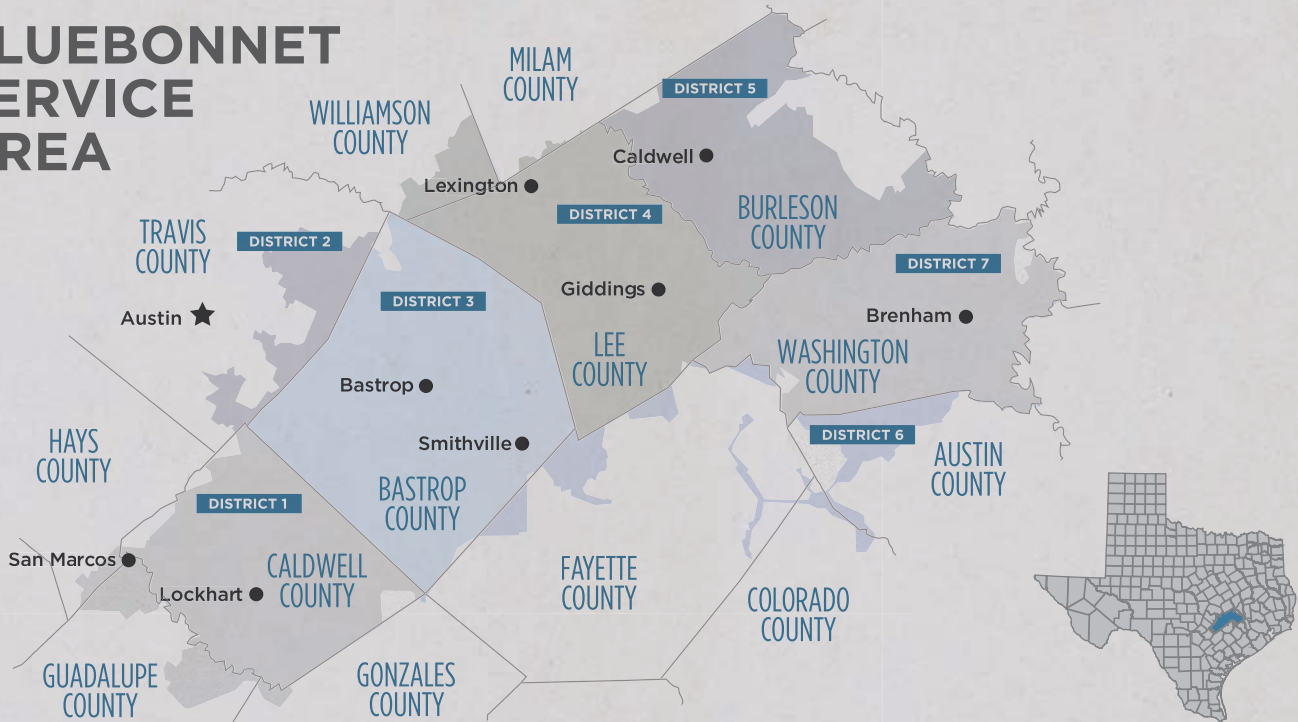 LUEBONNET
ERVICE
REA
MILAM
COUNTY
DISTRICT 5
WILLIAMSON
COUNTY
Caldwell
Lexington
DISTRICT 4
BURLESON
COUNTY
TRAVIS
COUNTY
DISTRICT 2
DISTRICT 7
DISTRICT 3
Giddings
Austin
Brenham
LEE
COUNTY
WASHINGTON
COUNTY
Bastrop
Smithville
DISTRICT 6
HAYS
COUNTY
AUSTIN
COUNTY
BASTROP
COUNTY
DISTRICT 1
San Marcos
CALDWELL
COUNTY
FAYETTE
COUNTY
Lockhart
COLORADO
COUNTY
GUADALUPE
COUNTY
GONZALES
COUNTY